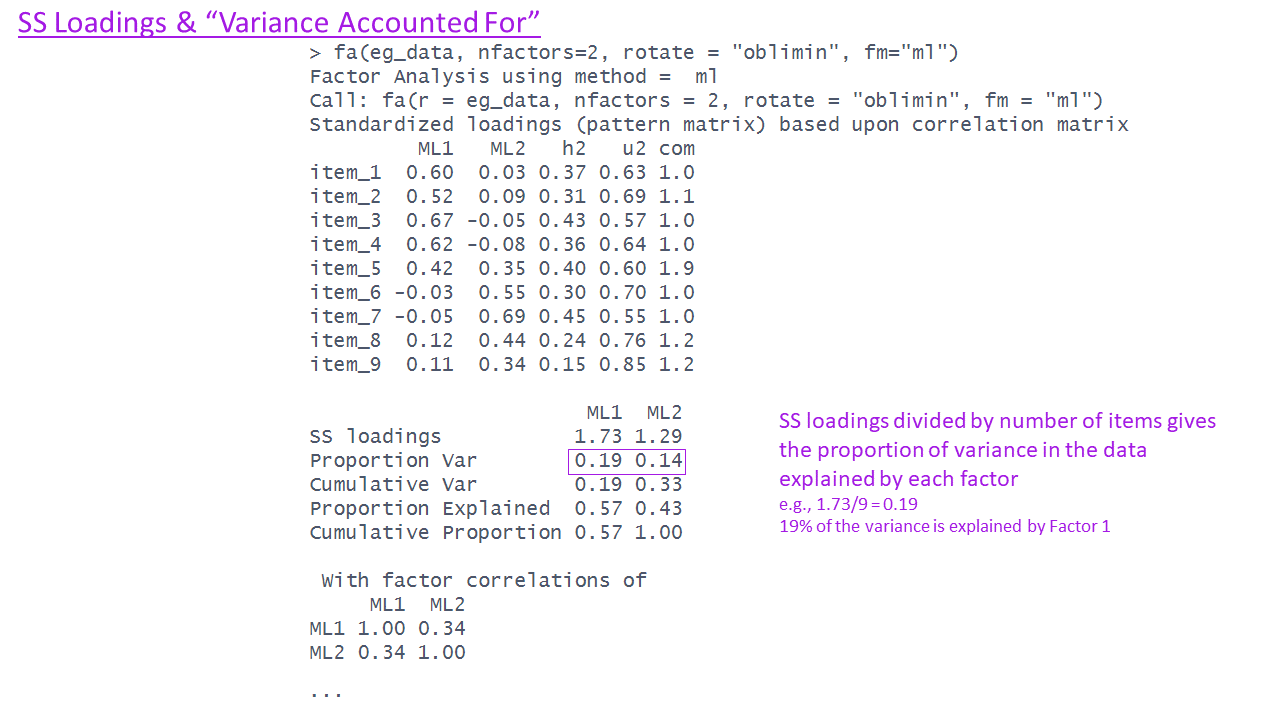 SS Loadings & “Variance Accounted For”
> fa(eg_data, nfactors=2, rotate = "oblimin", fm="ml")
Factor Analysis using method =  ml
Call: fa(r = eg_data, nfactors = 2, rotate = "oblimin", fm = "ml")
Standardized loadings (pattern matrix) based upon correlation matrix
ML1 ML2 h2 u2 com
item_1 0.60 0.03 0.37 0.63 1.0
item_2 0.52 0.09 0.31 0.69 1.1
item_3 0.67 -0.05 0.43 0.57 1.0
item_4 0.62 -0.08 0.36 0.64 1.0
item_5 0.42 0.35 0.40 0.60 1.9
item_6 -0.03 0.55 0.30 0.70 1.0
item_7 -0.05 0.69 0.45 0.55 1.0
item_8 0.12 0.44 0.24 0.76 1.2
item_9 0.11 0.34 0.15 0.85 1.2
ML1 ML2
SS loadings 1.73 1.29
Proportion Var 0.19 0.14
Cumulative Var 0.19 0.33
Proportion Explained 0.57 0.43
Cumulative Proportion 0.57 1.00
SS loadings divided by number of items gives
the proportion of variance in the data
explained by each factor
e.g., 1.73/9 = 0.19
19% of the variance is explained by Factor 1
With factor correlations of
ML1 ML2
ML1 1.00 0.34
ML2 0.34 1.00
...